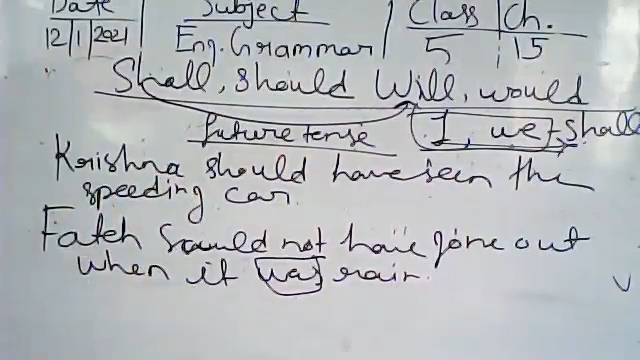 Date Subject Class Ch.
12/1/2021 Eng. Grammar 5 15
Shall, should Will, would
future tense I, we - Shall
Krishna should have seen the
speeding car.
Fateh should not have gone out
when it was rain.